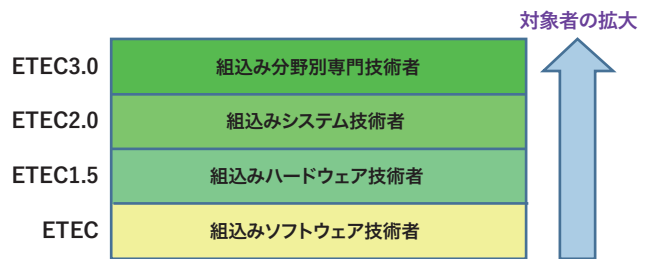 対象者の拡大
ETEC3.0 組込み分野別専門技術者
ETEC2.0 組込みシステム技術者
ETEC1.5 組込みハードウェア技術者
ETEC 組込みソフトウェア技術者